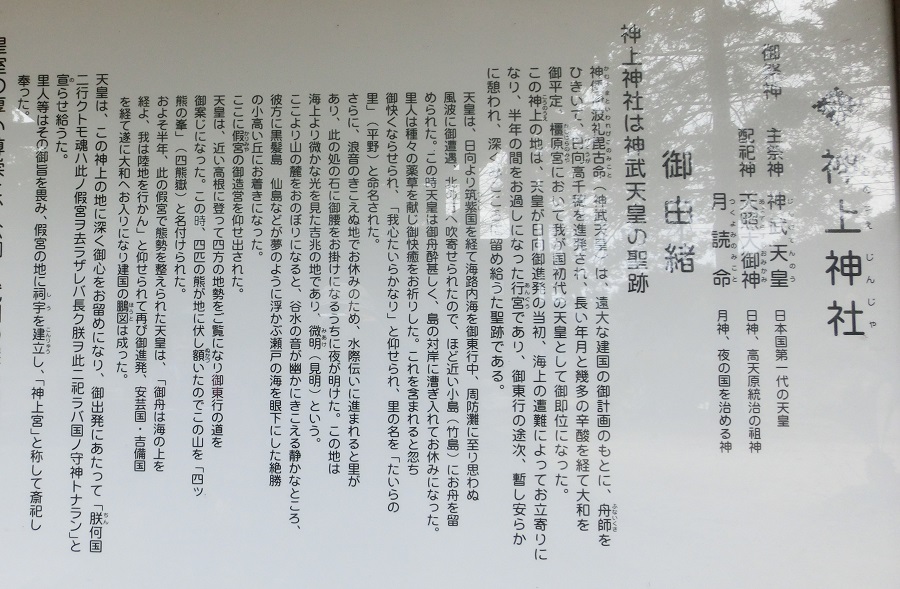 神上神社
御祭神
主祭神 神武天皇 日本国第一代の天皇
配祀神 天照大御神 日神、高天原統治の祖神
月読命 月神、夜の国を治める神
御由緒
神上神社は神武天皇の聖跡
神倭磐波礼毘古命（神武天皇）は、遠大な建国の御計画のもとに、舟師を
ひきいて、日向高千穂を進発され、長い年月と幾多の辛酸を経て大和を
御平定、橿原宮において我が国初代の天皇として御即位になった。
この神上の地は、天皇が日向御進発の当初、海上の遭難によってお立寄りに
なり、半年の間をお過しになった行宮であり、御東行の途次、暫し安らか
に憩われ、深くみこころに留め給うた聖跡である。
天皇は、日向より筑紫国を経て海路内海を御東行中、周防灘に至り思わぬ
風波に御遭遇。北 へ吹寄せられたので、ほど近い小島（竹島）にお舟を留
められた。この時天皇は御舟酔甚しく、島の対岸に漕ぎ入れてお休みになった。
里人は種々の薬草を献じ御快癒をお祈りした。これを含まれると忽ち
御快くならせられ、「我心たいらかなり」と仰せられ、里の名を「たいらの
里」（平野）と命名された。
さらに、浪音のきこえぬ地でお休みのため、水際伝いに進まれると里が
あり、此の処の石に御腰をお掛けになるうちに夜が明けた。この地は
海上より微かな光を見た吉兆の地であり、微明（見明）という。
ここより山の麓をおのぼりになると、谷水の音が幽かにきこえる静かなところ、
彼方に黒髪島 仙島などが夢のように浮かぶ瀬戸の海を眼下にした絶勝
の小高い丘にお着きになった。
ここに假宮の御造営を仰せ出された。
天皇は、近い高根に登って四方の地勢をご覧になり御東行の道を
御案じになった。この時、四匹の熊が地に伏し額いたのでこの山を「四ッ
熊の峯」（四熊嶽）と名付けられた。
およそ半年、此の假宮で態勢を整えられた天皇は、「御舟は海の上を
経よ、我は陸地を行かん」と仰せられて再び御進発、安芸国・吉備国
を経て遂に大和へお入りになり建国の鵬図は成った。
天皇は、この神上の地に深く御心をお留めになり、御出発にあたって「朕何国
ニ行クトモ魂ハ此ノ假宮ヲ去ラザレバ長ク朕ヲ此ニ祀ラバ国ノ守神トナラン」と
宣らせ給うた。
里人等はその御旨を畏み、假宮の地に祠宇を建立し、「神上宮」と称して斎祀し
奉った。